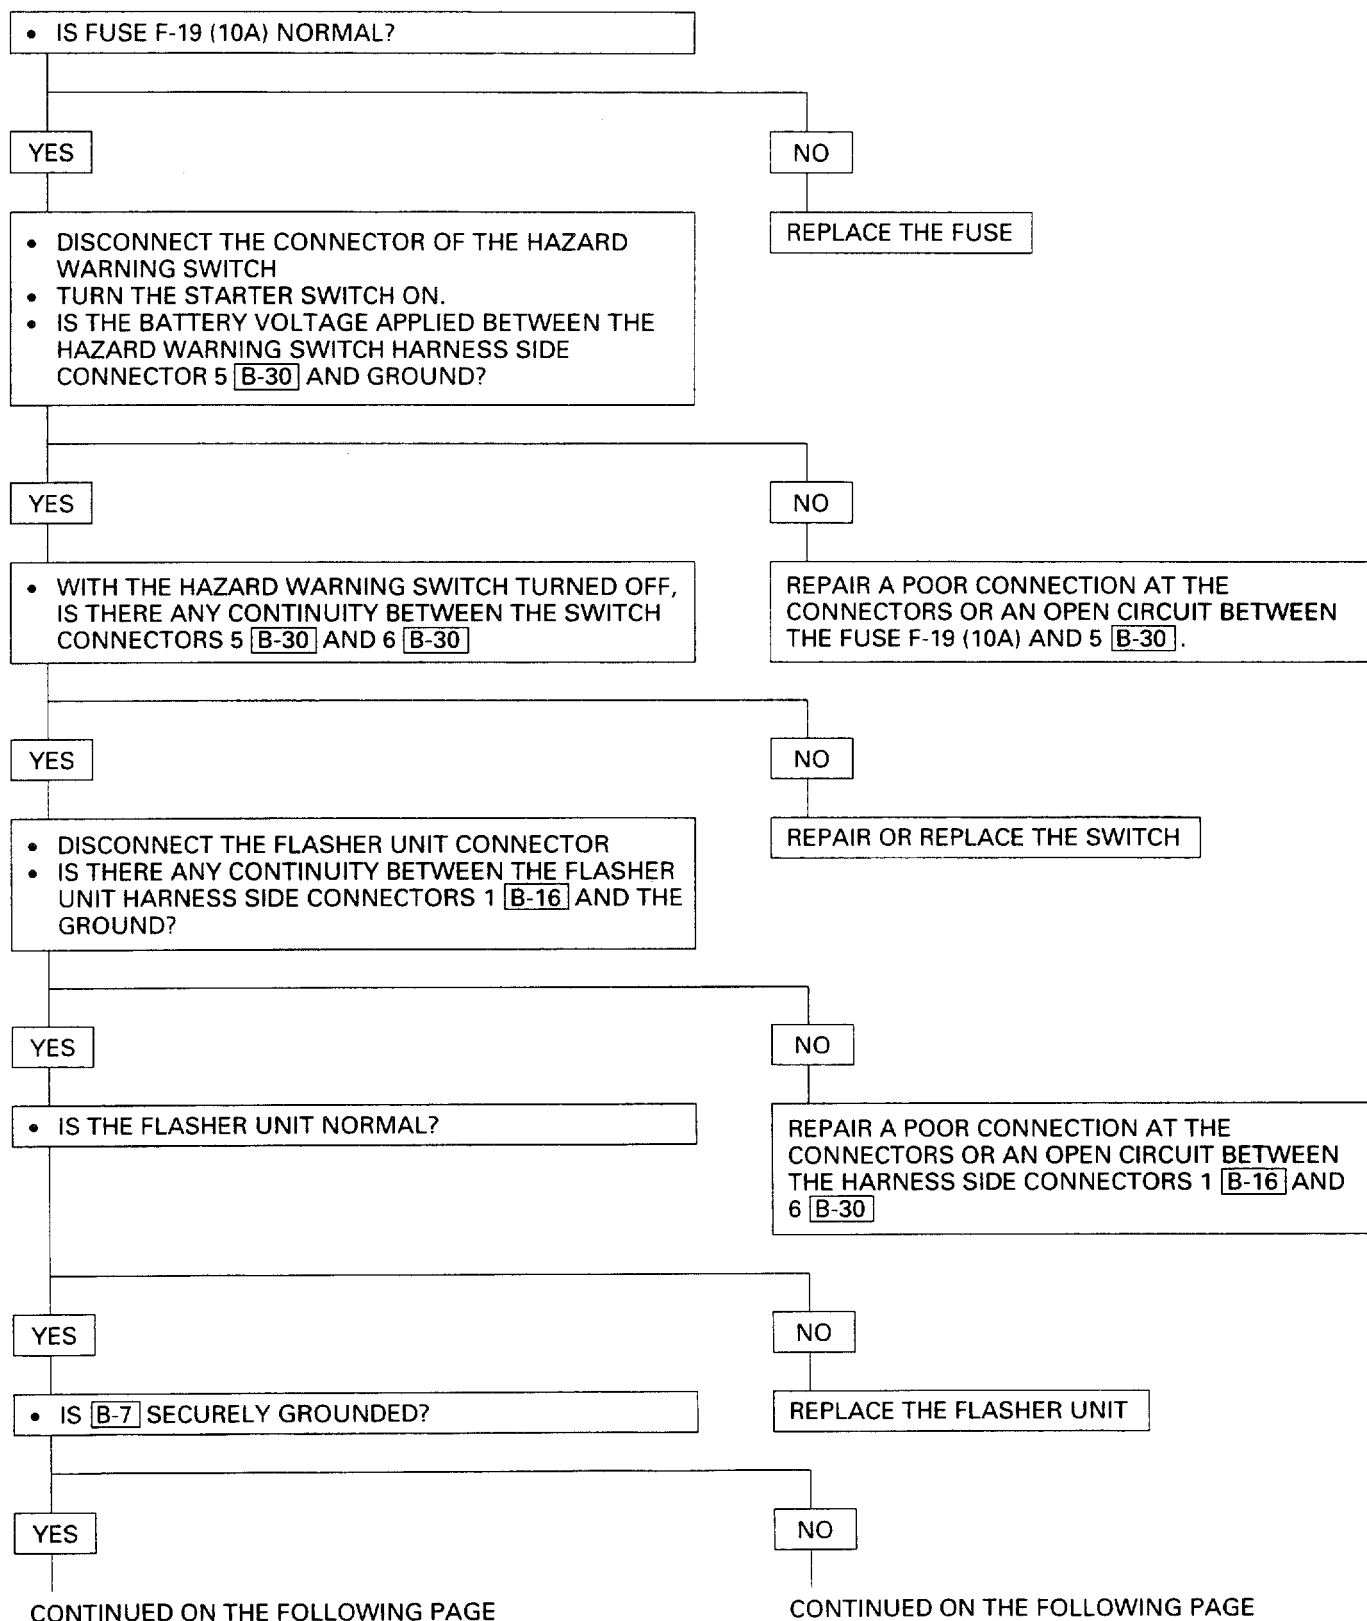 • IS FUSE F-19 (10A) NORMAL?
YES
NO
• DISCONNECT THE CONNECTOR OF THE HAZARD
WARNING SWITCH
• TURN THE STARTER SWITCH ON.
• IS THE BATTERY VOLTAGE APPLIED BETWEEN THE
HAZARD WARNING SWITCH HARNESS SIDE
CONNECTOR 5 B-30 AND GROUND?
REPLACE THE FUSE
YES
NO
• WITH THE HAZARD WARNING SWITCH TURNED OFF,
IS THERE ANY CONTINUITY BETWEEN THE SWITCH
CONNECTORS 5 B-30 AND 6 B-30
REPAIR A POOR CONNECTION AT THE
CONNECTORS OR AN OPEN CIRCUIT BETWEEN
THE FUSE F-19 (10A) AND 5 B-30 .
YES
NO
• DISCONNECT THE FLASHER UNIT CONNECTOR
• IS THERE ANY CONTINUITY BETWEEN THE FLASHER
UNIT HARNESS SIDE CONNECTORS 1 B-16 AND THE
GROUND?
REPAIR OR REPLACE THE SWITCH
YES
NO
• IS THE FLASHER UNIT NORMAL?
REPAIR A POOR CONNECTION AT THE
CONNECTORS OR AN OPEN CIRCUIT BETWEEN
THE HARNESS SIDE CONNECTORS 1 B-16 AND
6 B-30
YES
NO
• IS B-7 SECURELY GROUNDED?
REPLACE THE FLASHER UNIT
YES
NO
CONTINUED ON THE FOLLOWING PAGE
CONTINUED ON THE FOLLOWING PAGE